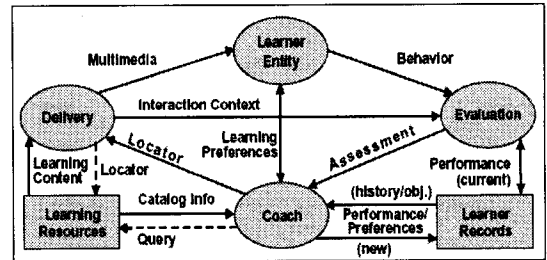 Learner
Entity
Multimedia
Behavior
Delivery
Interaction Context
Evaluation
Learning
Preferences
Locator
Assessment
Learning
Content
Locator
Performance
(current)
Catalog Info
(history/obj.)
Learning
Resources
Coach
Performance/
Preferences
Learner
Records
Query
(new)